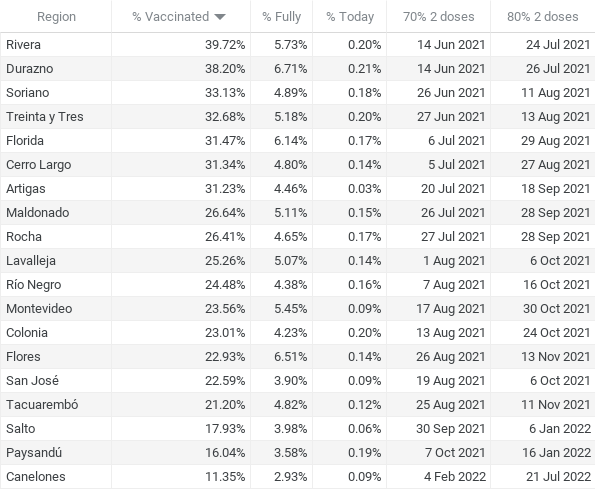 Region % Vaccinated % Fully % Today 70% 2 doses 80% 2 doses
Rivera 39.72% 5.73% 0.20% 14 Jun 2021 24 Jul 2021
Durazno 38.20% 6.71% 0.21% 14 Jun 2021 26 Jul 2021
Soriano 33.13% 4.89% 0.18% 26 Jun 2021 11 Aug 2021
Treinta y Tres 32.68% 5.18% 0.20% 27 Jun 2021 13 Aug 2021
Florida 31.47% 6.14% 0.17% 6 Jul 2021 29 Aug 2021
Cerro Largo 31.34% 4.80% 0.14% 5 Jul 2021 27 Aug 2021
Artigas 31.23% 4.46% 0.03% 20 Jul 2021 18 Sep 2021
Maldonado 26.64% 5.11% 0.15% 26 Jul 2021 28 Sep 2021
Rocha 26.41% 4.65% 0.17% 27 Jul 2021 28 Sep 2021
Lavalleja 25.26% 5.07% 0.14% 1 Aug 2021 6 Oct 2021
Río Negro 24.48% 4.38% 0.16% 7 Aug 2021 16 Oct 2021
Montevideo 23.56% 5.45% 0.09% 17 Aug 2021 30 Oct 2021
Colonia 23.01% 4.23% 0.20% 13 Aug 2021 24 Oct 2021
Flores 22.93% 6.51% 0.14% 26 Aug 2021 13 Nov 2021
San José 22.59% 3.90% 0.09% 19 Aug 2021 6 Oct 2021
Tacuarembó 21.20% 4.82% 0.12% 25 Aug 2021 11 Nov 2021
Salto 17.93% 3.98% 0.06% 30 Sep 2021 6 Jan 2022
Paysandú 16.04% 3.58% 0.19% 7 Oct 2021 16 Jan 2022
Canelones 11.35% 2.93% 0.09% 4 Feb 2022 21 Jul 2022